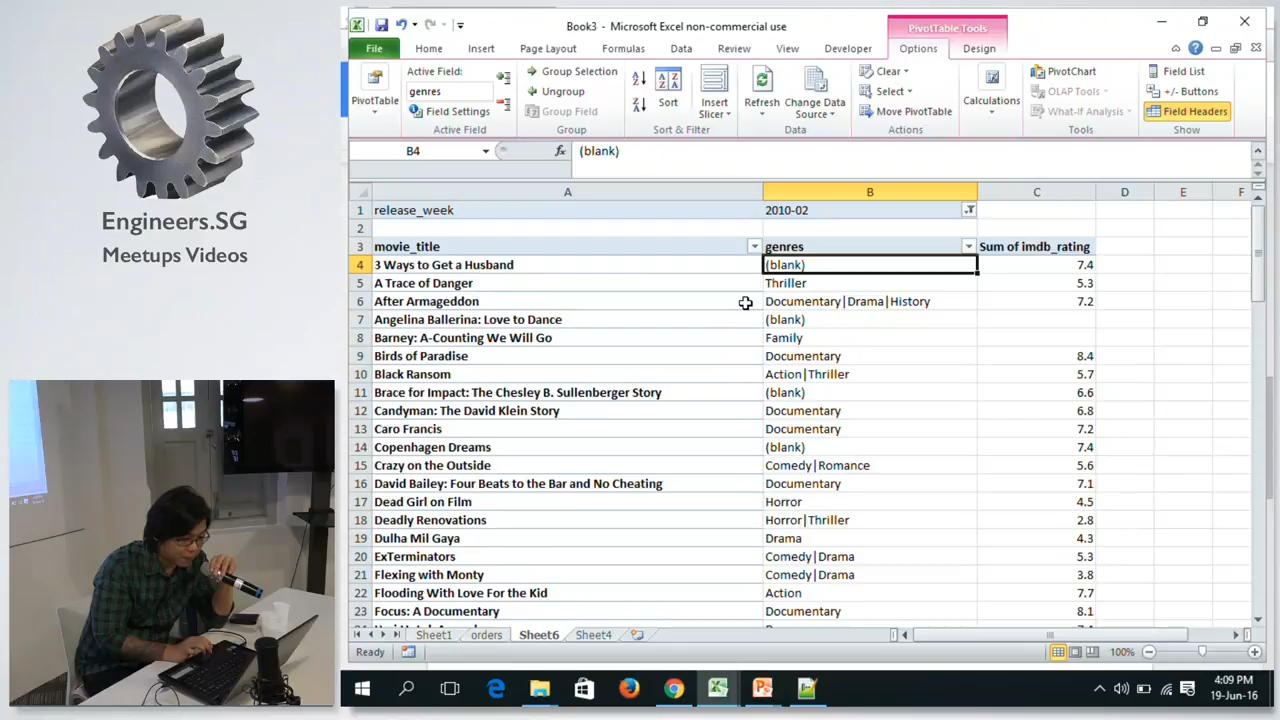 Engineers.SG
Meetups Videos
Book3 - Microsoft Excel non-commercial use
PivotTable Tools
File Home Insert Page Layout Formulas Data Review View Developer Options Design
PivotTable
Active Field:
genres
Field Settings
Active Field
Group Selection
Ungroup
Group Field
Group
Sort
Insert Slicer
Sort & Filter
Refresh
Change Data Source
Data
Clear
Select
Move PivotTable
Actions
Calculations
PivotChart
OLAP Tools
What-If Analysis
Tools
Field List
+/- Buttons
Field Headers
Show
B4 fx (blank)
A B C D E F
1 release_week 2010-02
2
3 movie_title genres Sum of imdb_rating
4 3 Ways to Get a Husband (blank) 7.4
5 A Trace of Danger Thriller 5.3
6 After Armageddon Documentary|Drama|History 7.2
7 Angelina Ballerina: Love to Dance (blank)
8 Barney: A-Counting We Will Go Family
9 Birds of Paradise Documentary 8.4
10 Black Ransom Action|Thriller 5.7
11 Brace for Impact: The Chesley B. Sullenberger Story (blank) 6.6
12 Candyman: The David Klein Story Documentary 6.8
13 Caro Francis Documentary 7.2
14 Copenhagen Dreams (blank) 7.4
15 Crazy on the Outside Comedy|Romance 5.6
16 David Bailey: Four Beats to the Bar and No Cheating Documentary 7.1
17 Dead Girl on Film Horror 4.5
18 Deadly Renovations Horror|Thriller 2.8
19 Dulha Mil Gaya Drama 4.3
20 ExTerminators Comedy|Drama 5.3
21 Flexing with Monty Comedy|Drama 3.8
22 Flooding With Love For the Kid Action 7.7
23 Focus: A Documentary Documentary 8.1
Sheet1 orders Sheet6 Sheet4
Ready 100%
4:09 PM
19-Jun-16